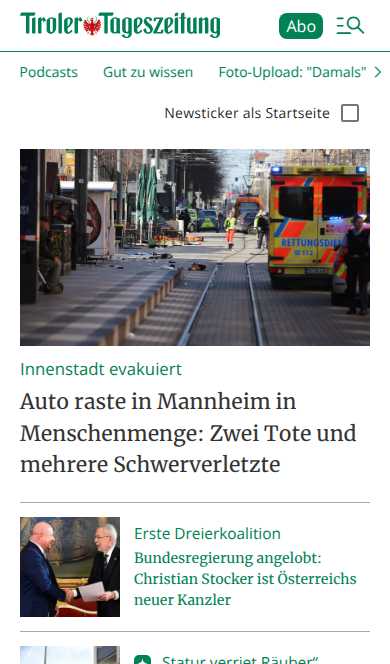 Tiroler Tageszeitung
Abo
Podcasts Gut zu wissen Foto-Upload: "Damals"
Newsticker als Startseite
RETTUNGSDIENST
112
Innenstadt evakuiert
Auto raste in Mannheim in
Menschenmenge: Zwei Tote und
mehrere Schwerverletzte
Erste Dreierkoalition
Bundesregierung angelobt:
Christian Stocker ist Österreichs
neuer Kanzler
Statur verriet Räuber“